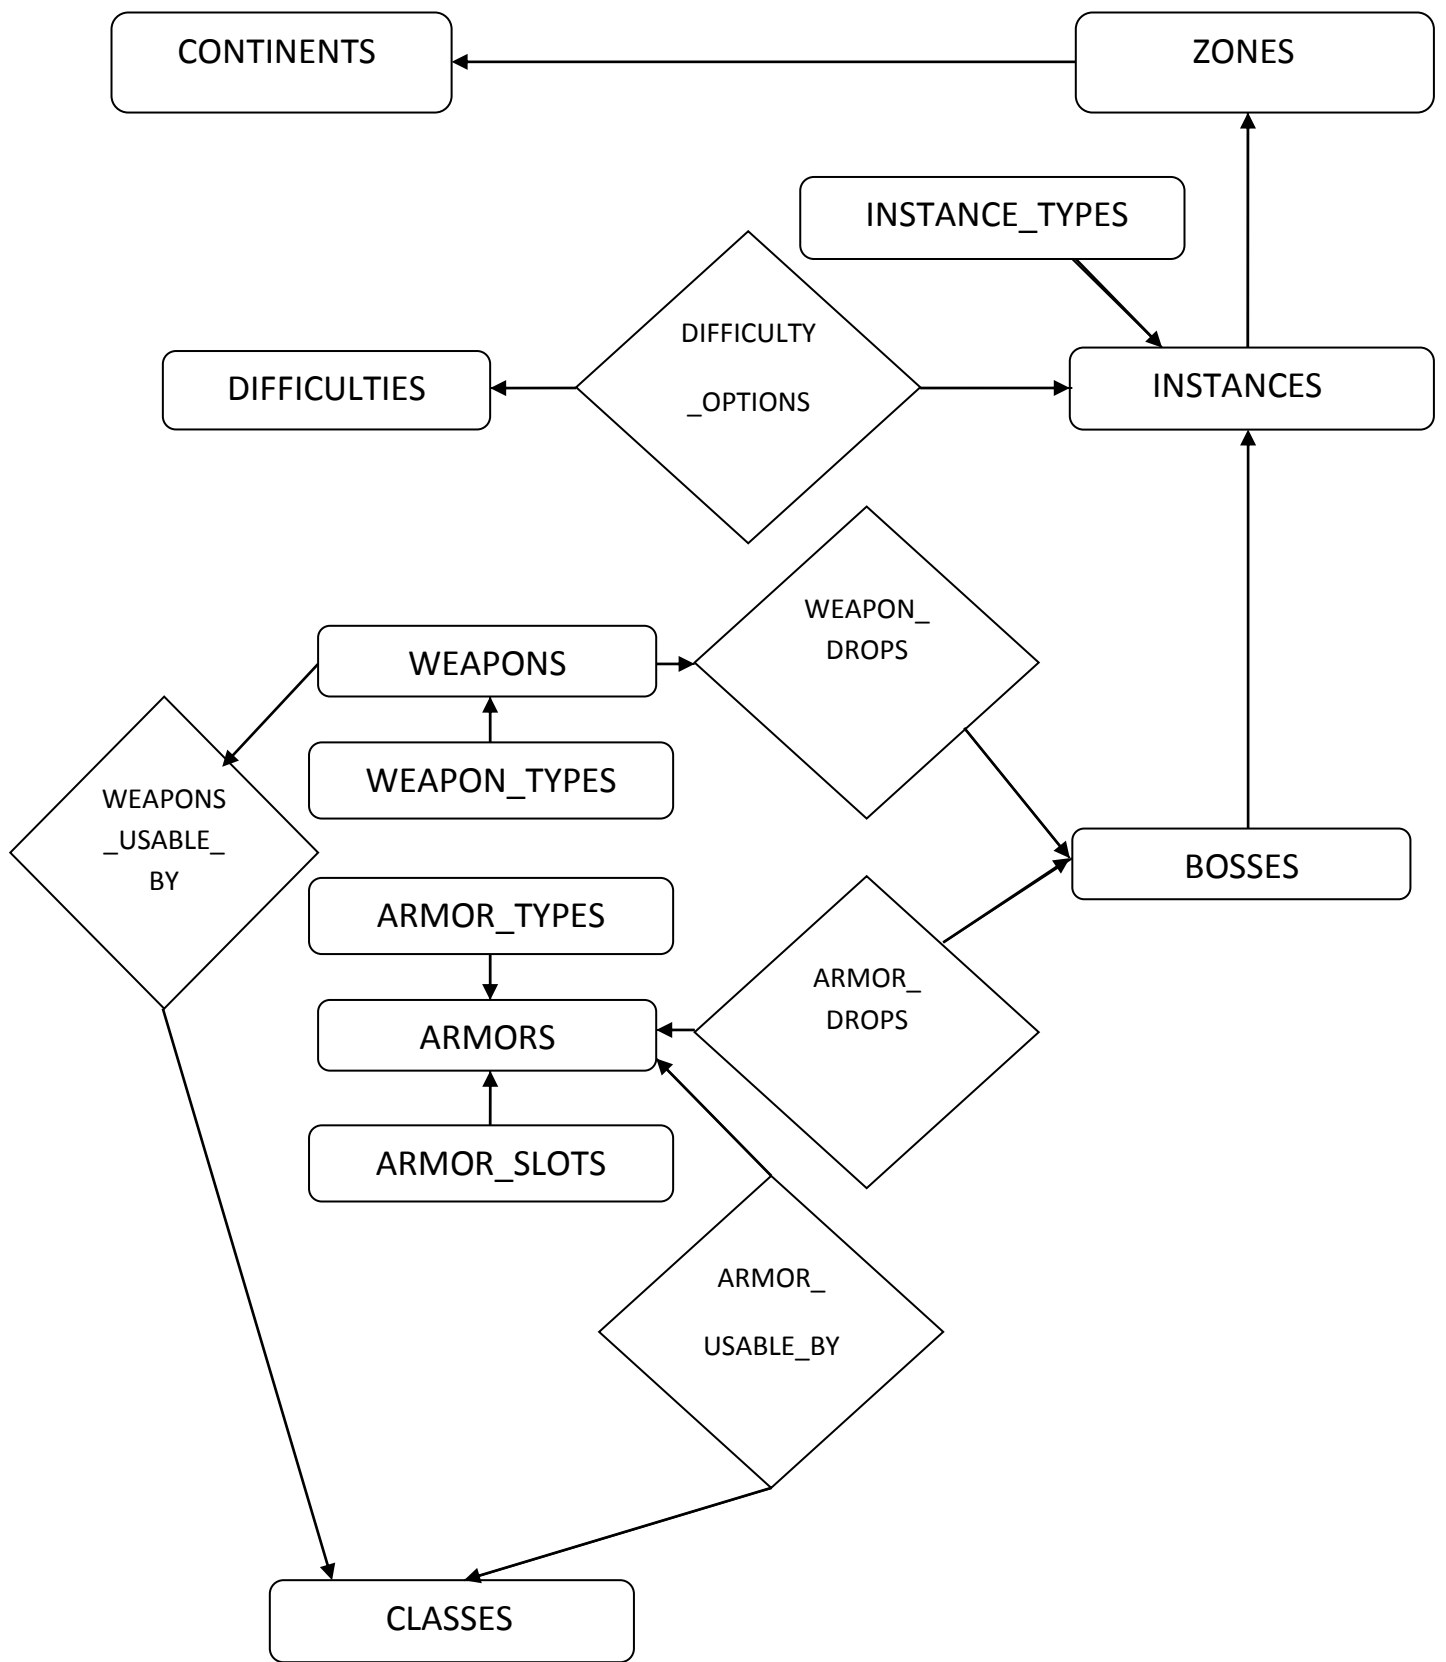 CONTINENTS
ZONES
INSTANCE_TYPES
DIFFICULTY
_OPTIONS
DIFFICULTIES
INSTANCES
WEAPON_
DROPS
WEAPONS
WEAPON_TYPES
WEAPONS
_USABLE_
BY
BOSSES
ARMOR_TYPES
ARMOR_
DROPS
ARMORS
ARMOR_SLOTS
ARMOR_
USABLE_BY
CLASSES